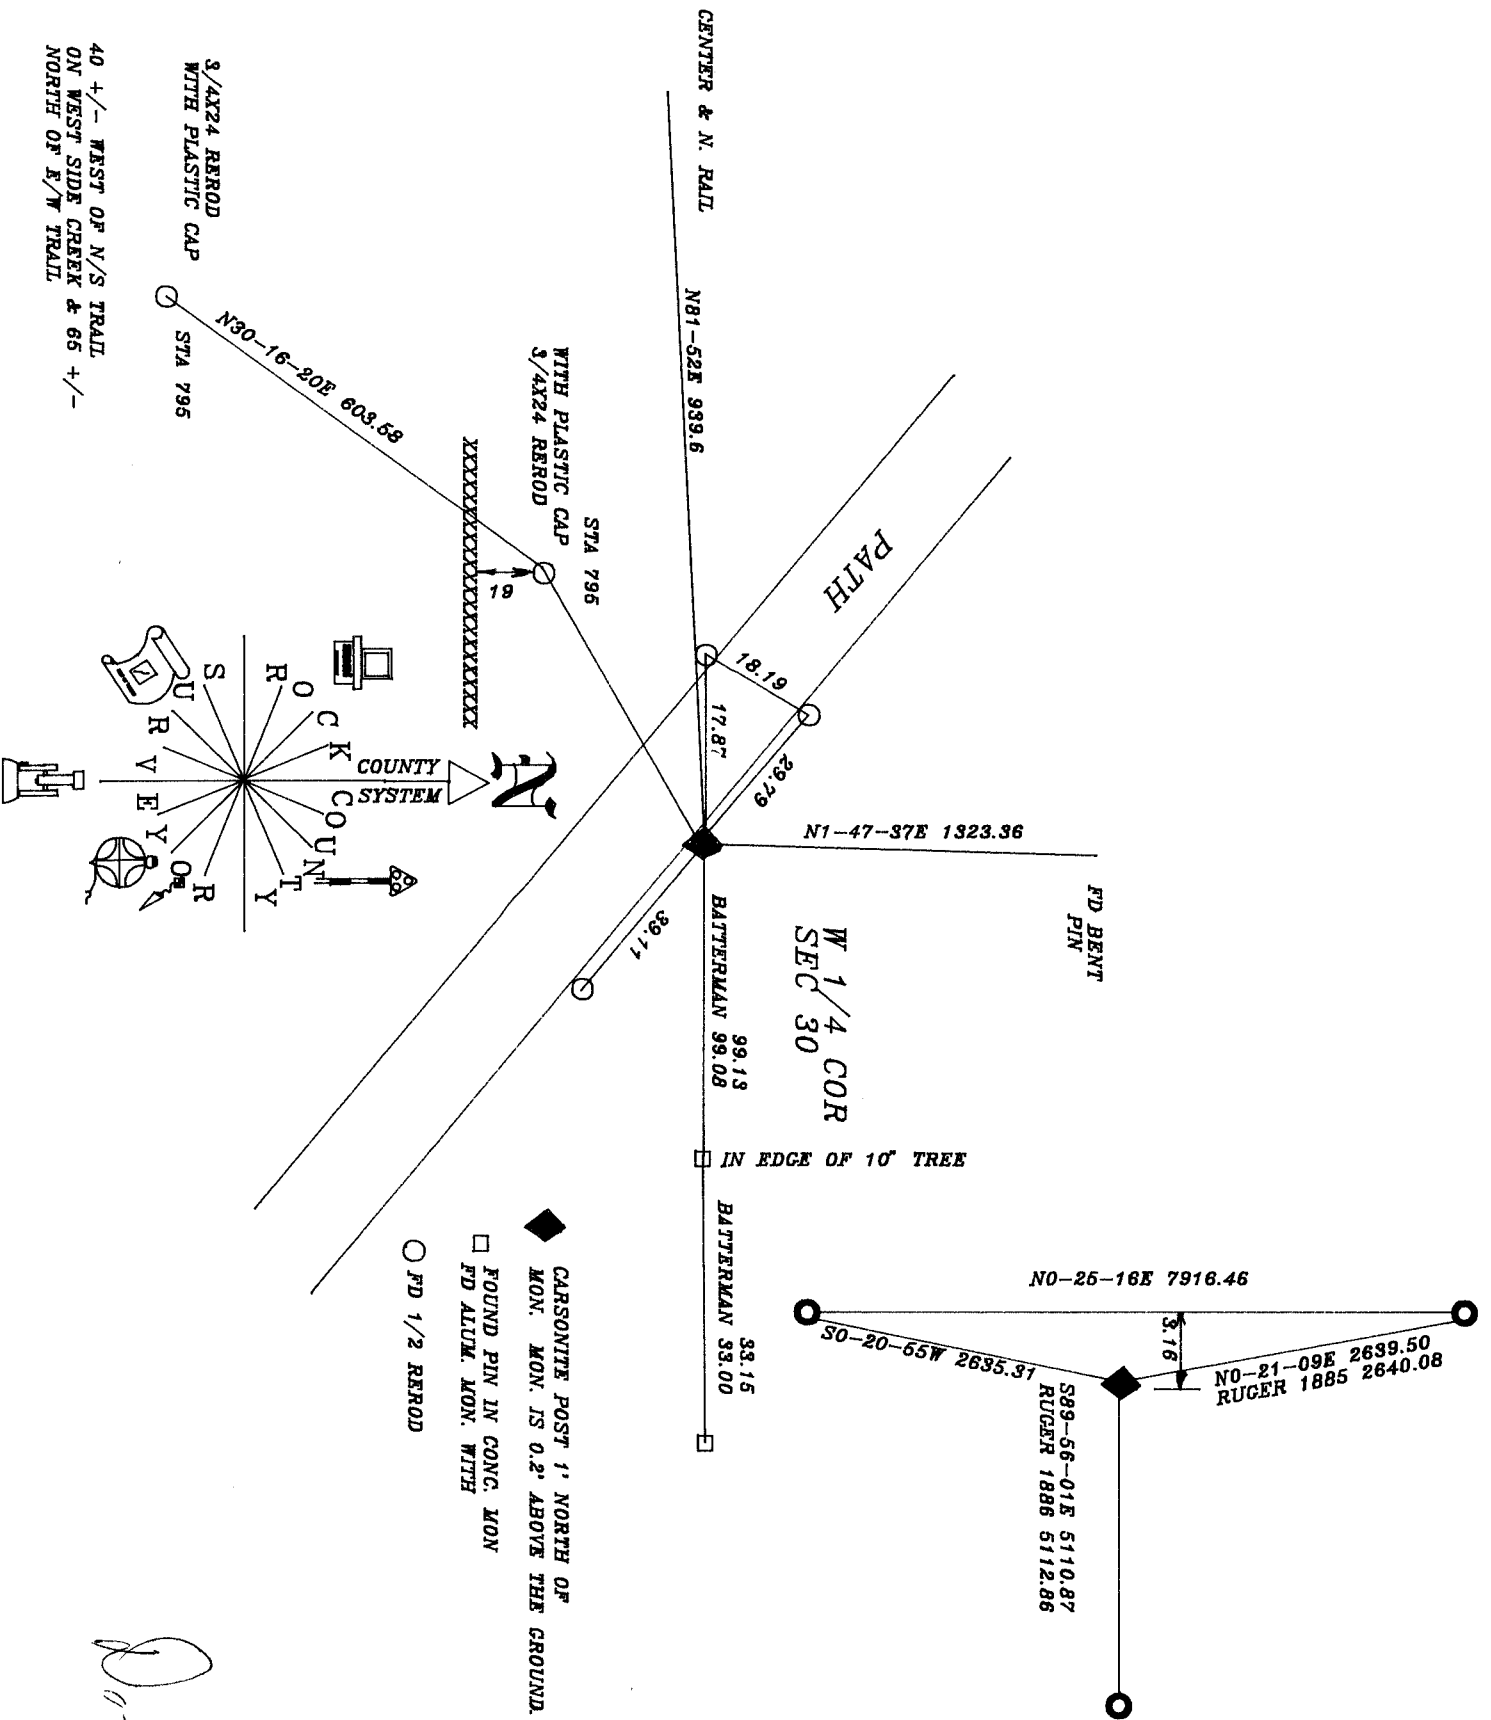 CENTER & N. RAIL
N81-52E 939.6
3/4X24 REROD
WITH PLASTIC CAP
40 +/- WEST OF N/S TRAIL
ON WEST SIDE CREEK & 65 +/-
NORTH OF E/W TRAIL
STA 795
N30-16-20E 603.58
WITH PLASTIC CAP
3/4X24 REROD
STA 795
XXXXXXXXXXXXXXXXXXXXXXXXXXXXX
19
PATH
18.19
17.87
29.79
39.11
N1-47-37E 1323.36
FD BENT
PIN
W 1/4 COR
SEC 30
99.13
BATTERMAN 99.08
IN EDGE OF 10" TREE
33.15
BATTERMAN 33.00
N
COUNTY
SYSTEM
ROCK COUNTY
SURVEYOR
CARSONITE POST 1' NORTH OF
MON. MON. IS 0.2' ABOVE THE GROUND.
FOUND PIN IN CONC. MON
FD ALUM. MON. WITH
FD 1/2 REROD
N0-25-16E 7916.46
S0-20-55W 2635.31
3.16
N0-21-09E 2639.50
RUGER 1885 2640.08
S89-56-01E 5110.87
RUGER 1886 5112.86